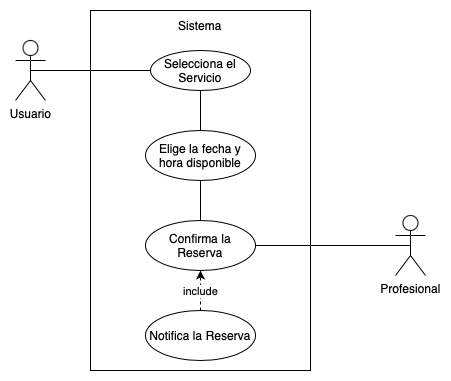 Sistema
Selecciona el
Servicio
Usuario
Elige la fecha y
hora disponible
Confirma la
Reserva
Profesional
include
Notifica la Reserva